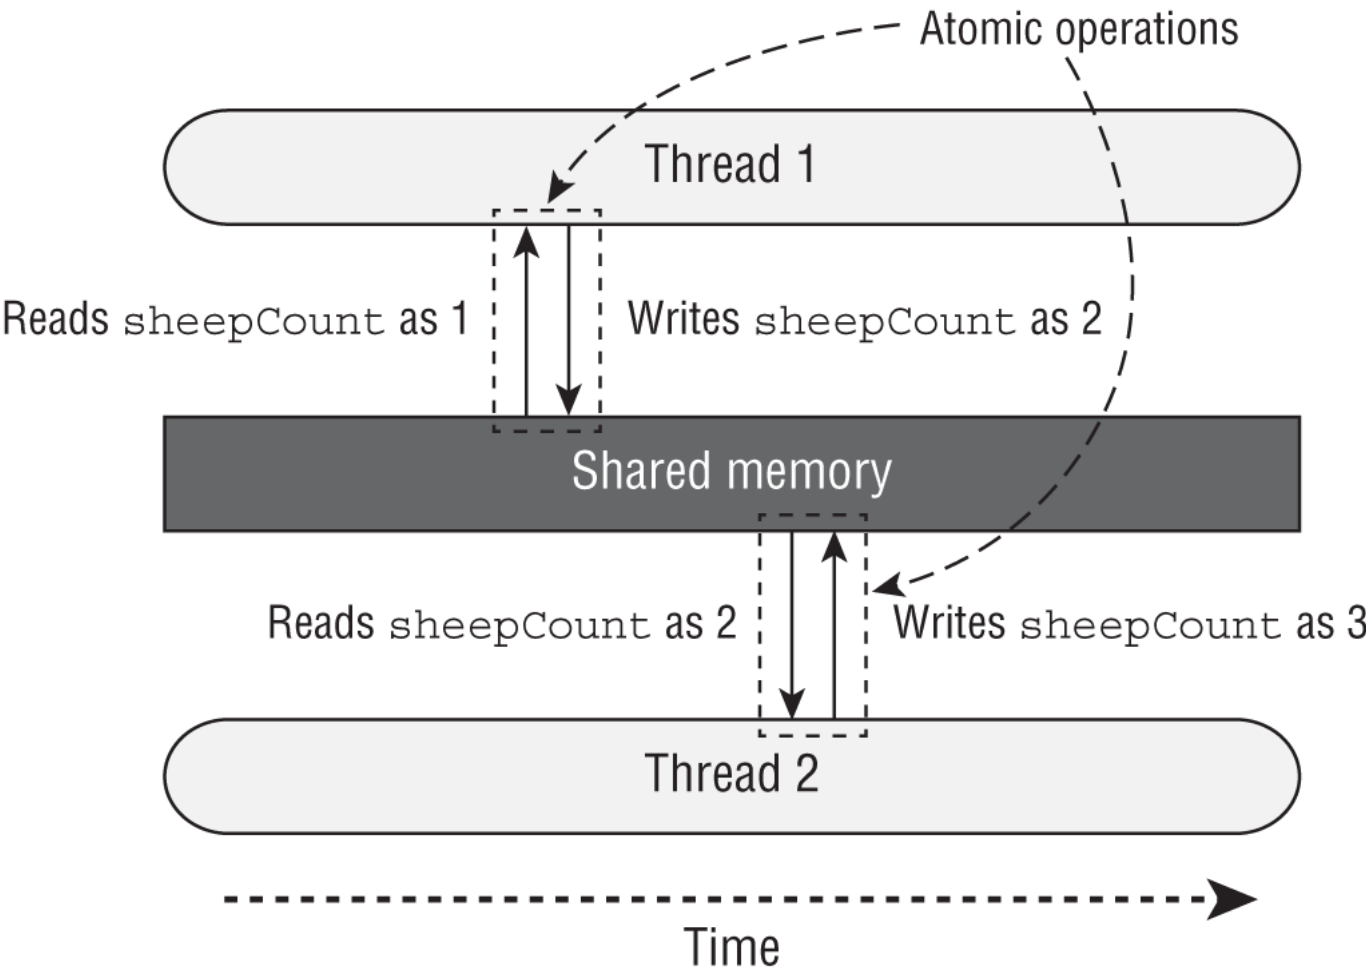 Atomic operations
Thread 1
Reads sheepCount as 1
Writes sheepCount as 2
Shared memory
Reads sheepCount as 2
Writes sheepCount as 3
Thread 2
Time